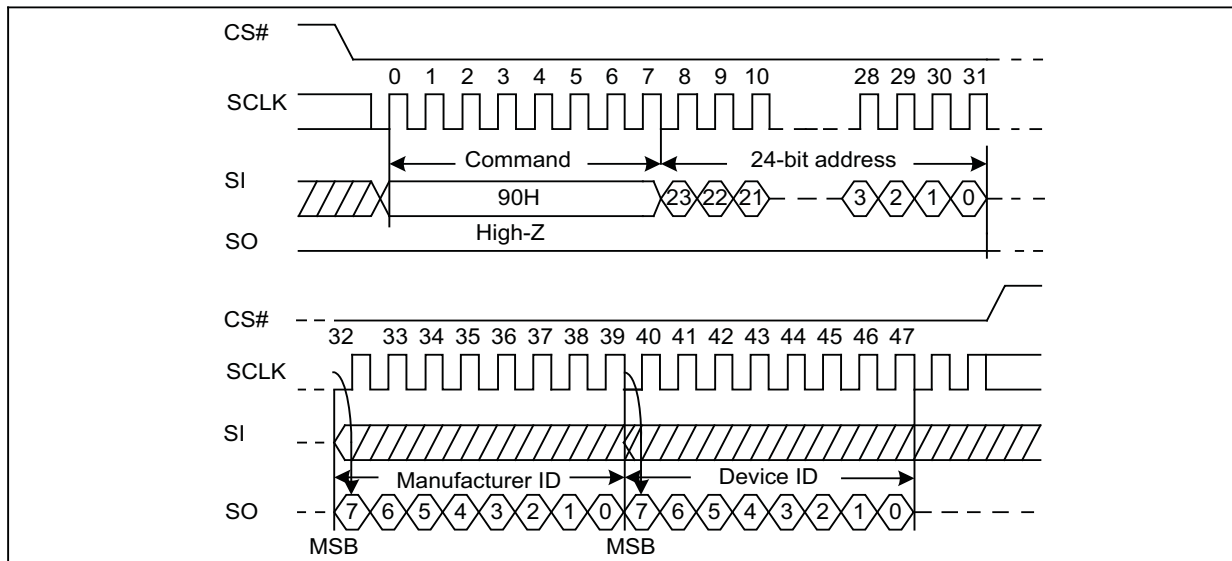 CS#
0 1 2 3 4 5 6 7 8 9 10 28 29 30 31
SCLK
Command 24-bit address
SI
90H 23 22 21 3 2 1 0
High-Z
SO
CS#
32 33 34 35 36 37 38 39 40 41 42 43 44 45 46 47
SCLK
SI
Manufacturer ID Device ID
SO 7 6 5 4 3 2 1 0 7 6 5 4 3 2 1 0
MSB MSB